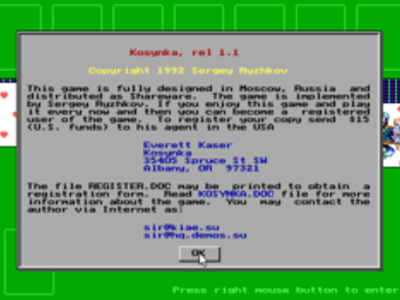 Kosynka, rel 1.1
Copyright 1992 Sergey Ryzhkov
This game is fully designed in Moscow, Russia and
distributed as Shareware. The game is implemented
by Sergey Ryzhkov. If you enjoy this game and play
it every now and then you can become a registered
user of the game. To register your copy send $15
(U.S. funds) to his agent in the USA
Everett Kaser
Kosynka
35405 Spruce St SW
Albany, OR 97321
The file REGISTER.DOC may be printed to obtain a
registration form. Read KOSYNKA.DOC file for more
information about the game. You may contact the
author via Internet as:
sir@kiae.su
sir@hq.demos.su
OK
Press right mouse button to enter